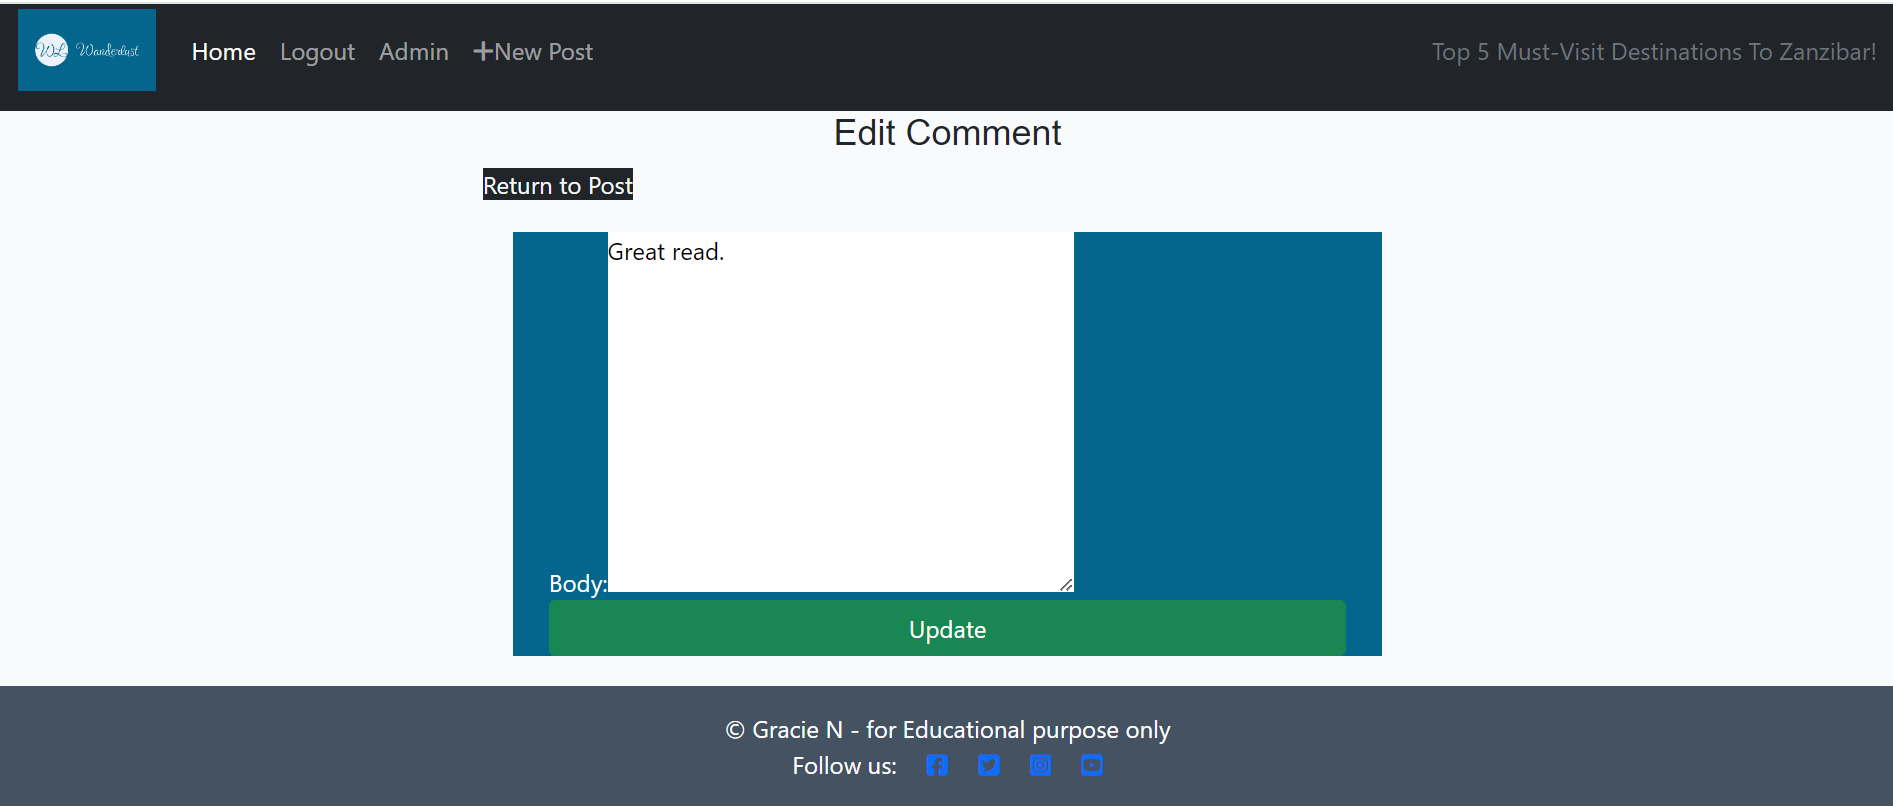 WL Wanderlust
Home Logout Admin +New Post Top 5 Must-Visit Destinations To Zanzibar!
Edit Comment
Return to Post
Great read.
Body:
Update
© Gracie N - for Educational purpose only
Follow us: